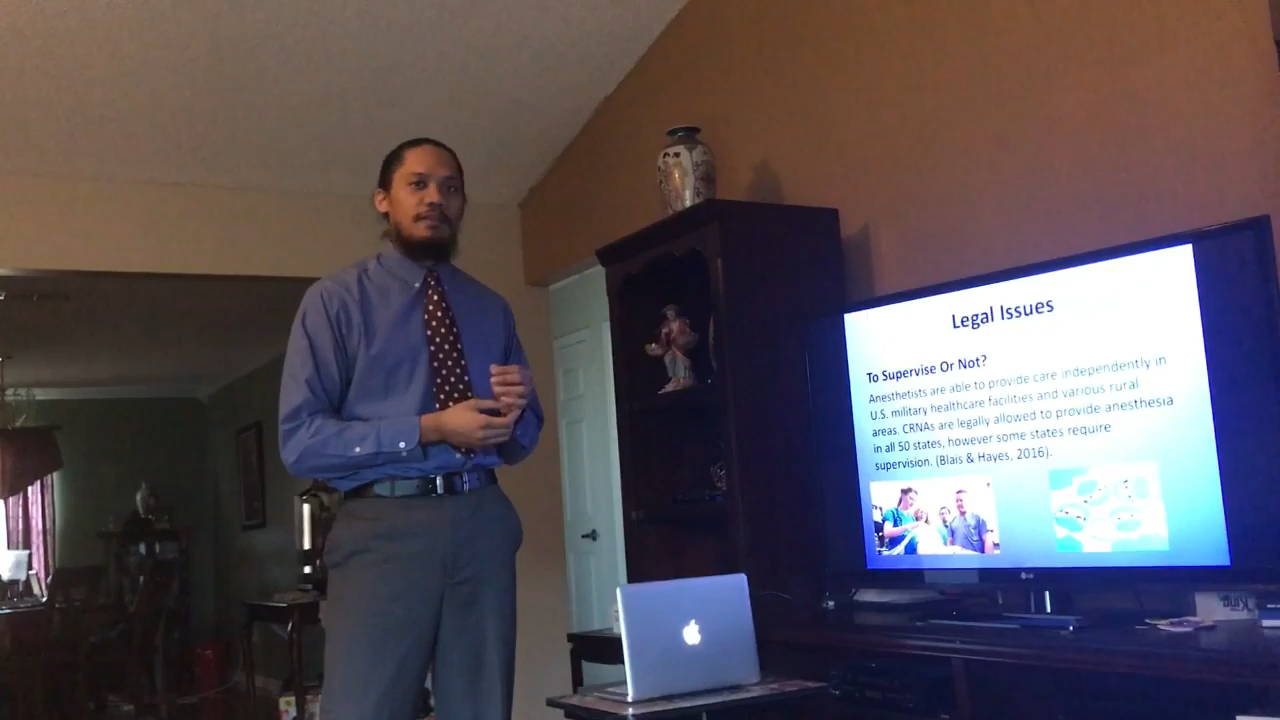 Legal Issues
To Supervise Or Not?
Anesthetists are able to provide care independently in
U.S. military healthcare facilities and various rural
areas. CRNAs are legally allowed to provide anesthesia
in all 50 states, however some states require
supervision. (Blais & Hayes, 2016).
LG
King